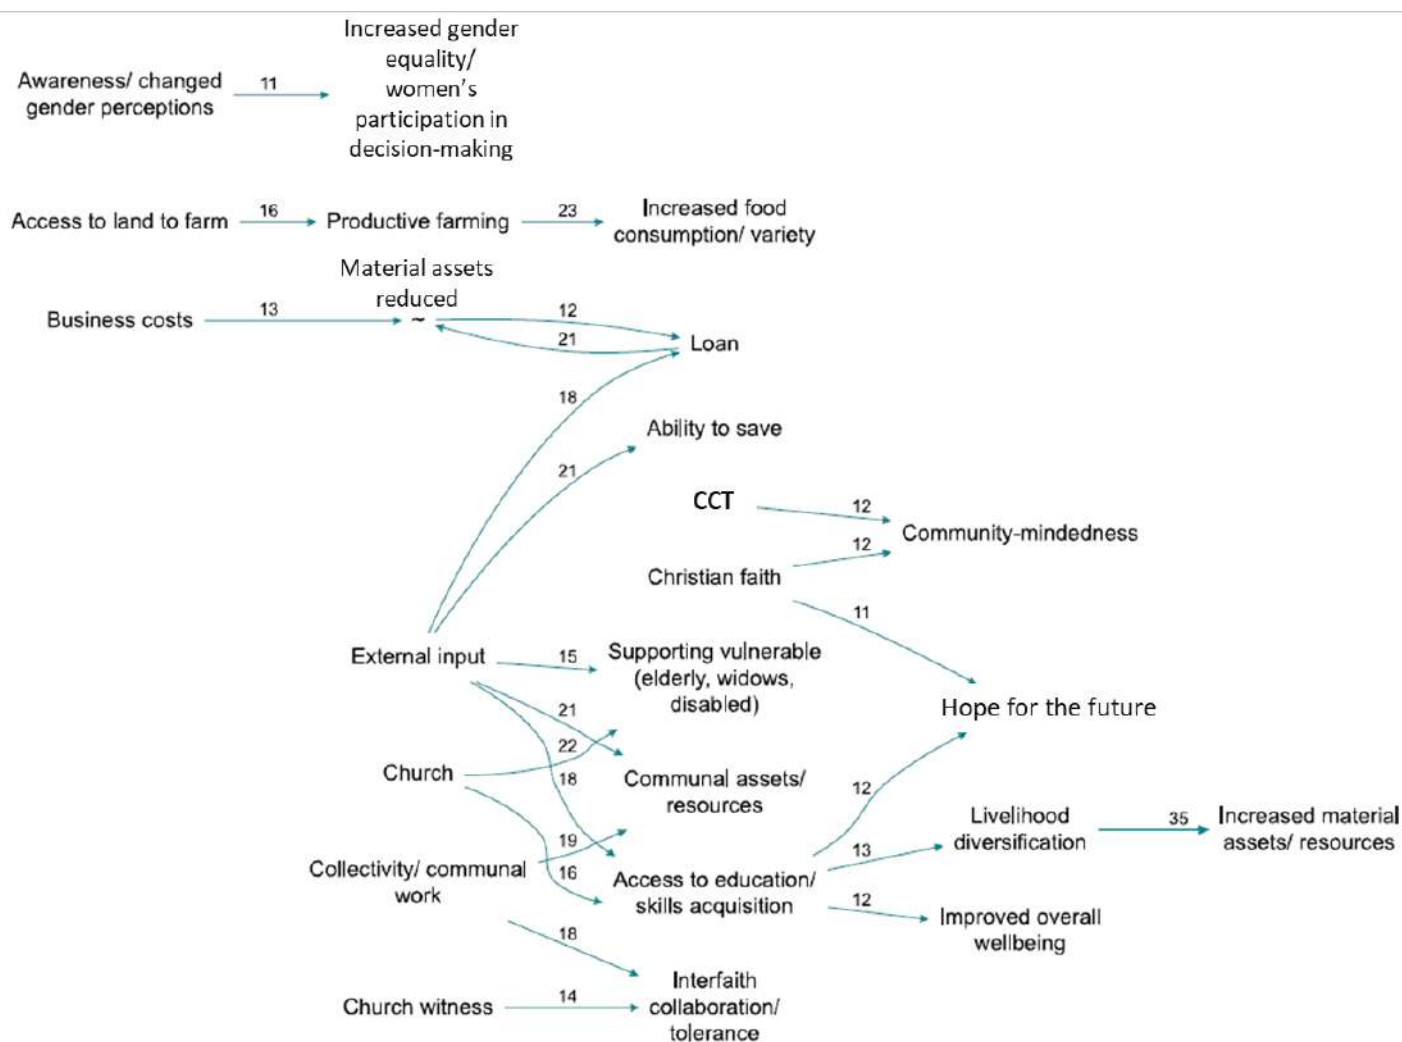 Increased gender
equality/
women's
participation in
decision-making
Awareness/ changed
gender perceptions
11
Access to land to farm
16
Productive farming
23
Increased food
consumption/ variety
Material assets
reduced
~
Business costs
13
12
21
Loan
18
Ability to save
21
CCT
12
Community-mindedness
12
Christian faith
11
External input
15
Supporting vulnerable
(elderly, widows,
disabled)
21
Hope for the future
22
Church
18
Communal assets/
resources
12
Livelihood
diversification
35
Increased material
assets/ resources
19
13
Collectivity/ communal
work
16
Access to education/
skills acquisition
12
Improved overall
wellbeing
18
Interfaith
collaboration/
tolerance
Church witness
14